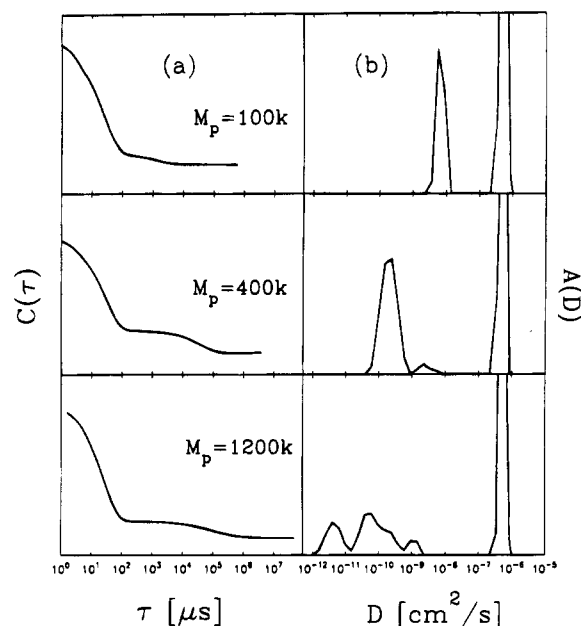 (a) (b)
M_p=100k
M_p=400k
M_p=1200k
C(τ)
A(D)
10^0 10^1 10^2 10^3 10^4 10^5 10^6 10^7
10^-12 10^-11 10^-10 10^-9 10^-8 10^-7 10^-6 10^-5
τ [μs] D [cm^2/s]